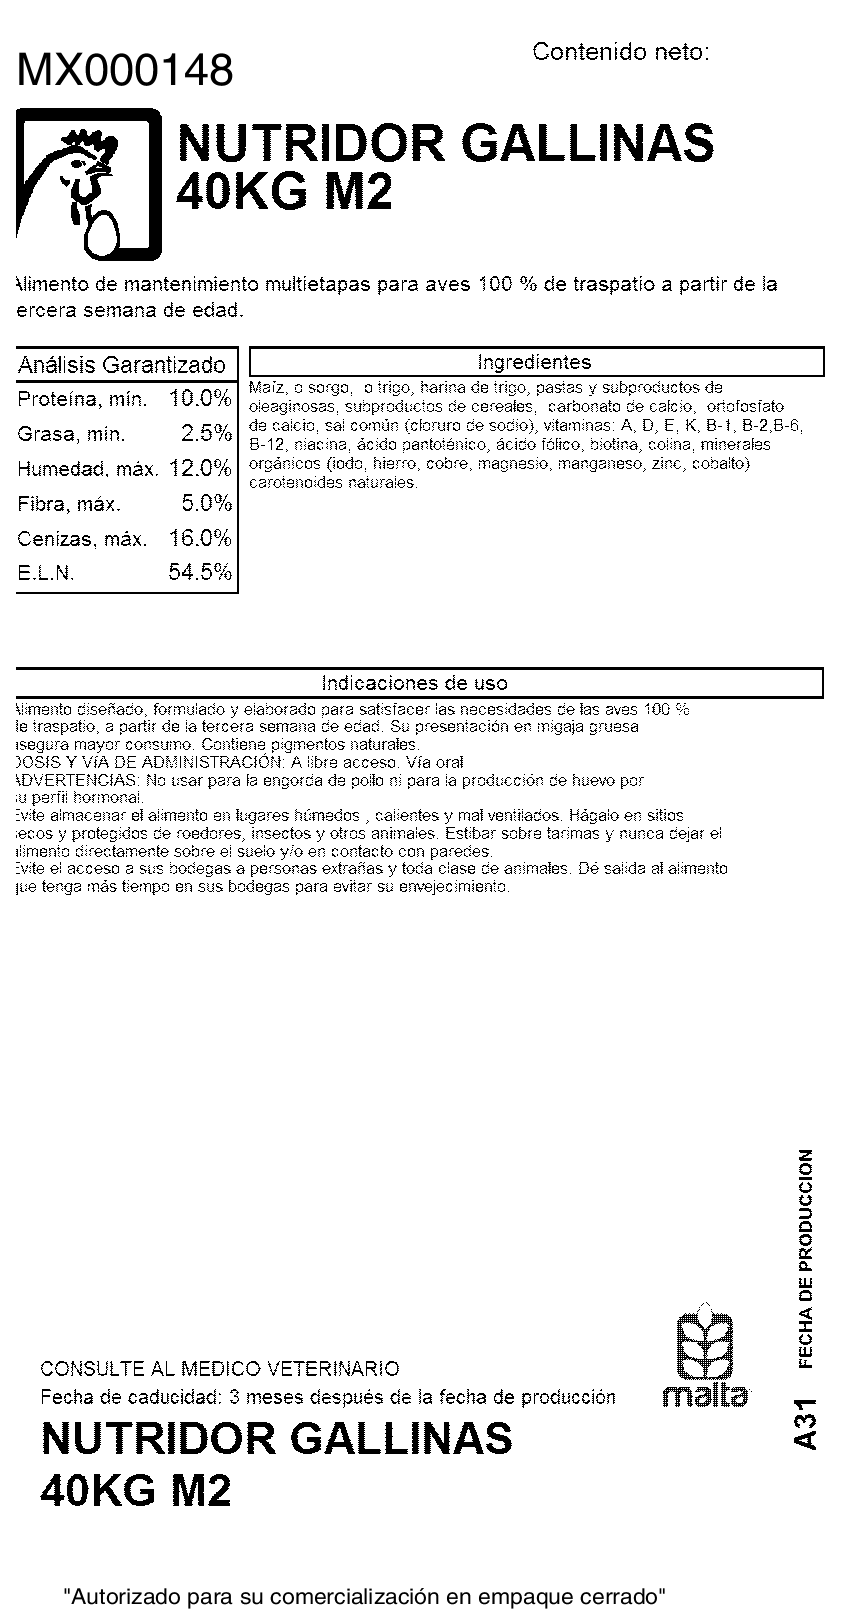 Contenido neto:
MX000148
NUTRIDOR GALLINAS
40KG M2
Alimento de mantenimiento multietapas para aves 100 % de traspatio a partir de la
ercera semana de edad.
Análisis Garantizado
Proteína, mín. 10.0%
Grasa, mín. 2.5%
Humedad, máx. 12.0%
Fibra, máx. 5.0%
Cenizas, máx. 16.0%
E.L.N. 54.5%
Ingredientes
Maíz, o sorgo, o trigo, harina de trigo, pastas y subproductos de
oleaginosas, subproductos de cereales, carbonato de calcio, ortofosfato
de calcio, sal común (cloruro de sodio), vitaminas: A, D, E, K, B-1, B-2,B-6,
B-12, niacina, ácido pantoténico, ácido fólico, biotina, colina, minerales
orgánicos (iodo, hierro, cobre, magnesio, manganeso, zinc, cobalto)
carotenoides naturales.
Indicaciones de uso
Alimento diseñado, formulado y elaborado para satisfacer las necesidades de las aves 100 %
de traspatio, a partir de la tercera semana de edad. Su presentación en migaja gruesa
asegura mayor consumo. Contiene pigmentos naturales.
DOSIS Y VÍA DE ADMINISTRACIÓN: A libre acceso. Vía oral
ADVERTENCIAS: No usar para la engorda de pollo ni para la producción de huevo por
su perfil hormonal.
Evite almacenar el alimento en lugares húmedos , calientes y mal ventilados. Hágalo en sitios
secos y protegidos de roedores, insectos y otros animales. Estibar sobre tarimas y nunca dejar el
alimento directamente sobre el suelo y/o en contacto con paredes.
Evite el acceso a sus bodegas a personas extrañas y toda clase de animales. Dé salida al alimento
que tenga más tiempo en sus bodegas para evitar su envejecimiento.
A31 FECHA DE PRODUCCION
malta
CONSULTE AL MEDICO VETERINARIO
Fecha de caducidad: 3 meses después de la fecha de producción
NUTRIDOR GALLINAS
40KG M2
"Autorizado para su comercialización en empaque cerrado"